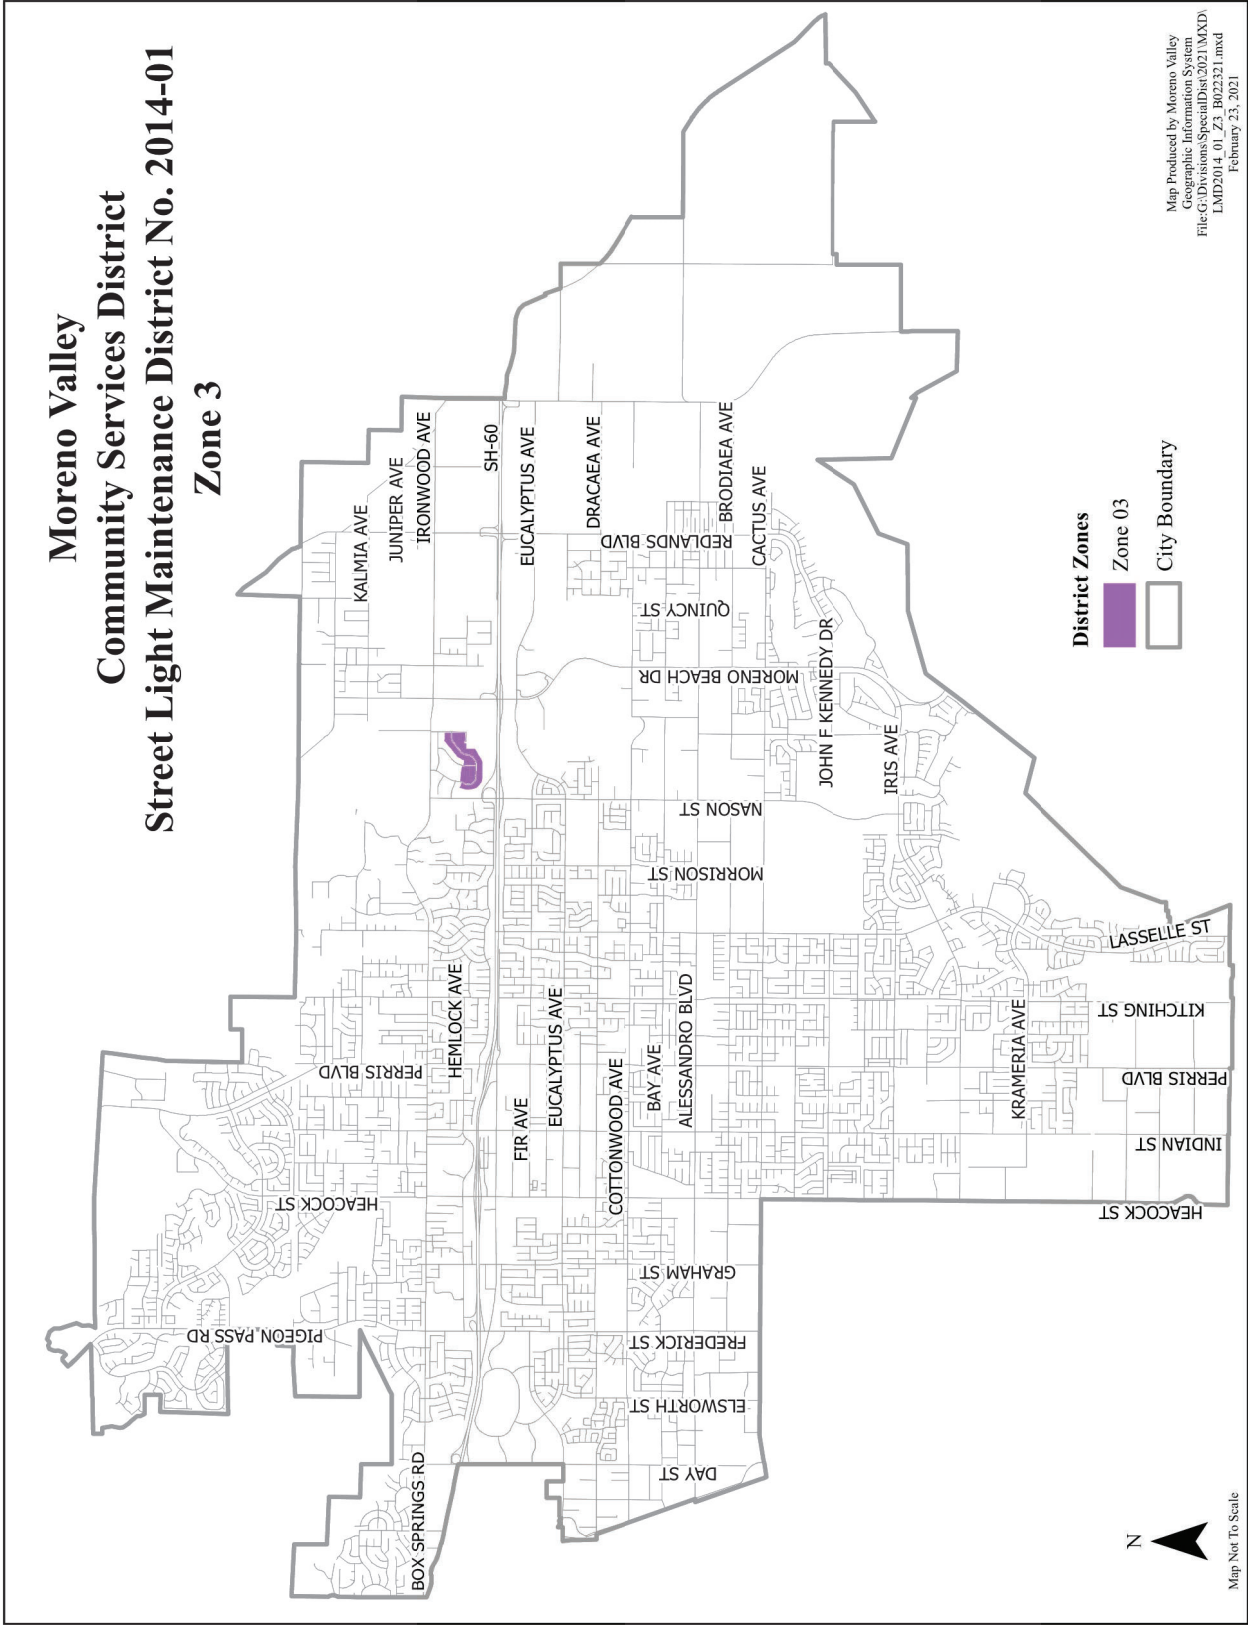 Moreno Valley
Community Services District
Street Light Maintenance District No. 2014-01
Zone 3
Map Produced by Moreno Valley
Geographic Information System
File:G:\Divisions\SpecialDist\2021\MXD\
LMD2014_01_Z3_B022321.mxd
February 23, 2021
KALMIA AVE
JUNIPER AVE
IRONWOOD AVE
SH-60
EUCALYPTUS AVE
DRACAEA AVE
REDLANDS BLVD
BRODIAEA AVE
CACTUS AVE
QUINCY ST
MORENO BEACH DR
JOHN F KENNEDY DR
IRIS AVE
NASON ST
MORRISON ST
LASSELLE ST
HEMLOCK AVE
PERRIS BLVD
FIR AVE
EUCALYPTUS AVE
COTTONWOOD AVE
BAY AVE
ALESSANDRO BLVD
KRAMERIA AVE
KITCHING ST
PERRIS BLVD
INDIAN ST
HEACOCK ST
HEACOCK ST
GRAHAM ST
PIGEON PASS RD
FREDERICK ST
ELSWORTH ST
BOX SPRINGS RD
DAY ST
District Zones
Zone 03
City Boundary
N
Map Not To Scale